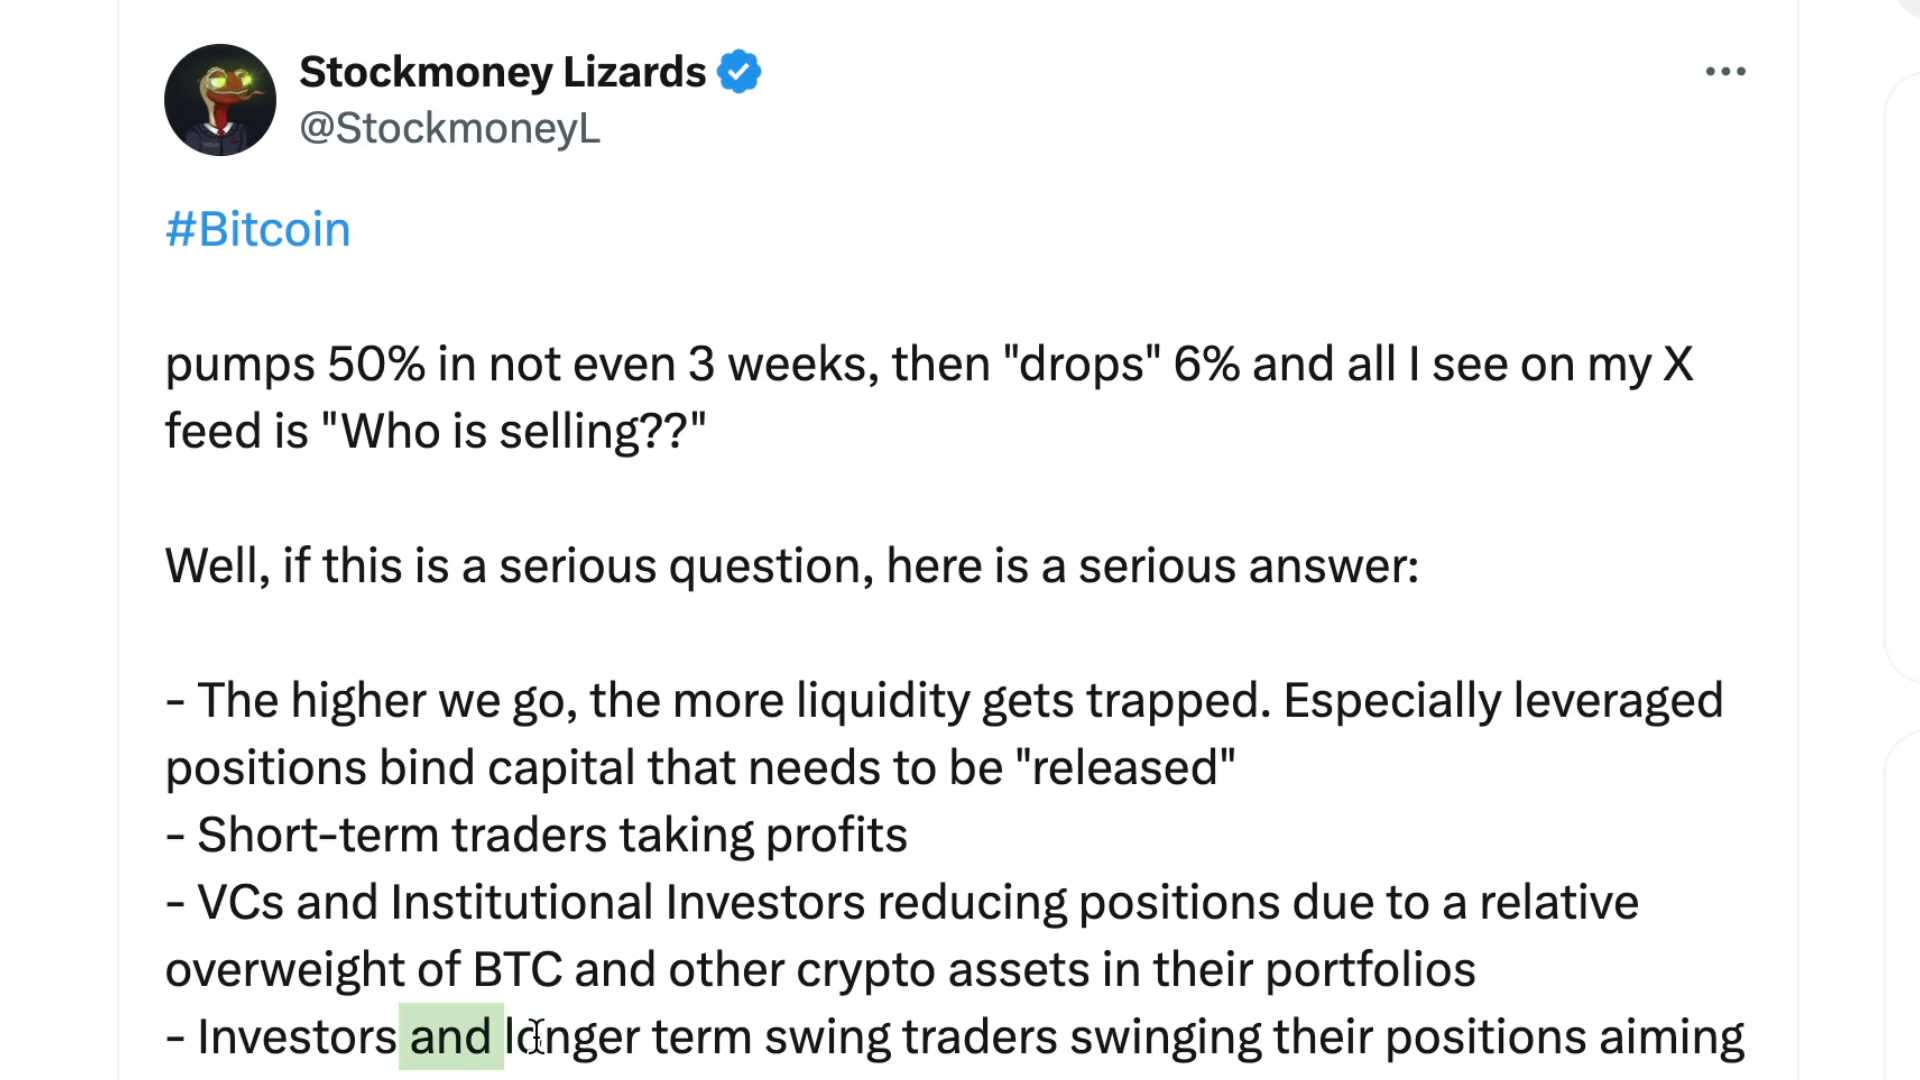 Stockmoney Lizards
@StockmoneyL
#Bitcoin
pumps 50% in not even 3 weeks, then "drops" 6% and all I see on my X
feed is "Who is selling??"
Well, if this is a serious question, here is a serious answer:
- The higher we go, the more liquidity gets trapped. Especially leveraged
positions bind capital that needs to be "released"
- Short-term traders taking profits
- VCs and Institutional Investors reducing positions due to a relative
overweight of BTC and other crypto assets in their portfolios
- Investors and longer term swing traders swinging their positions aiming